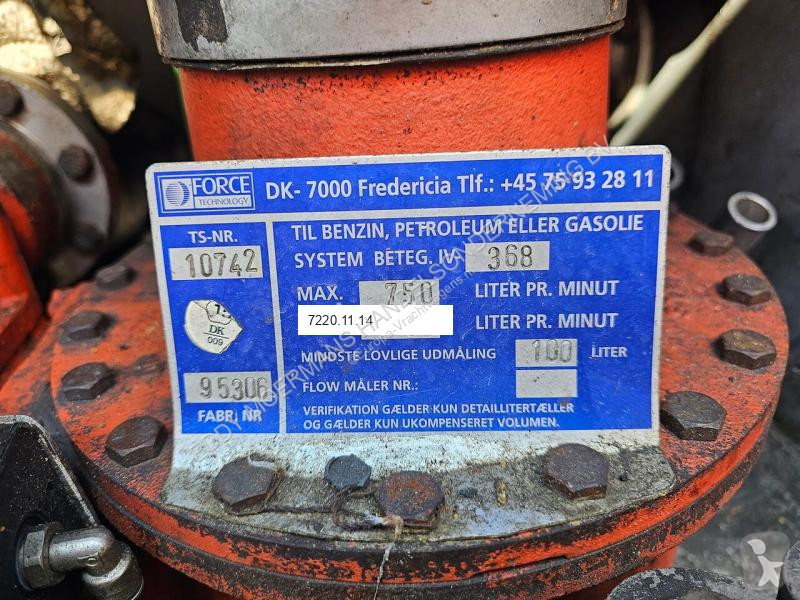 FORCE TECHNOLOGY
DK- 7000 Fredericia Tlf.: +45 75 93 28 11
TS-NR.
10742
TIL BENZIN, PETROLEUM ELLER GASOLIE
SYSTEM BETEG. IV. 368
MAX. 750 LITER PR. MINUT
7220.11.14 LITER PR. MINUT
DK
009
MINDSTE LOVLIGE UDMÅLING 100 LITER
95306
FABR. NR
FLOW MÅLER NR.:
VERIFIKATION GÆLDER KUN DETAILLITERTÆLLER
OG GÆLDER KUN UKOMPENSERET VOLUMEN.